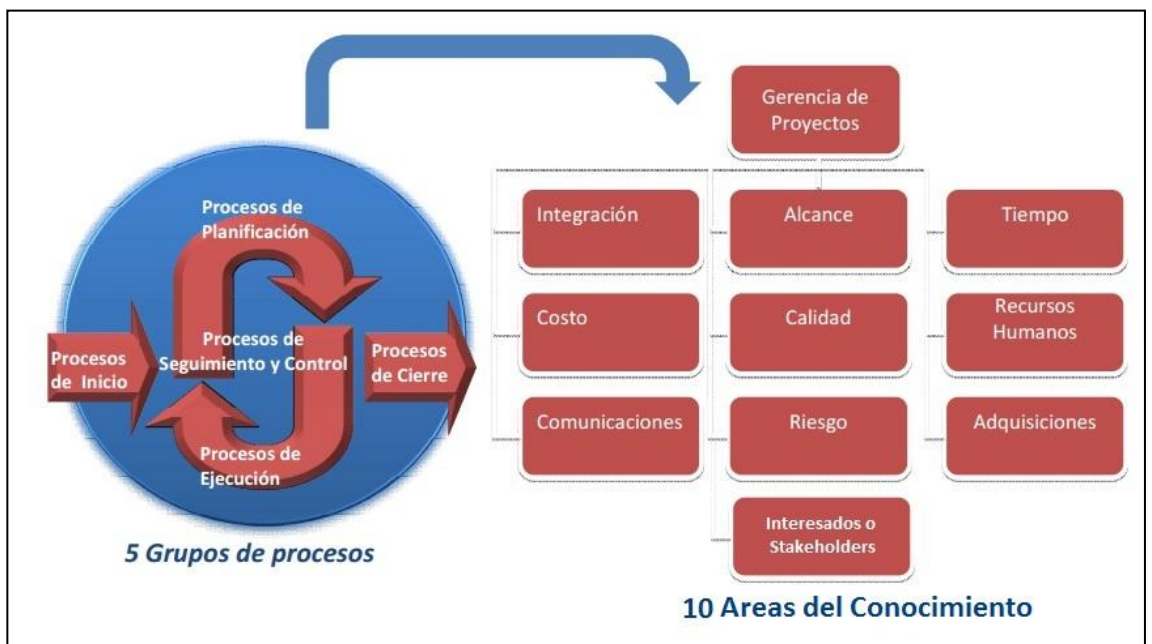 Procesos de
Planificación
Procesos de
Seguimiento y Control
Procesos
de Inicio
Procesos
de Cierre
Procesos de
Ejecución
5 Grupos de procesos
Gerencia de
Proyectos
Integración
Alcance
Tiempo
Costo
Calidad
Recursos
Humanos
Comunicaciones
Riesgo
Adquisiciones
Interesados o
Stakeholders
10 Areas del Conocimiento